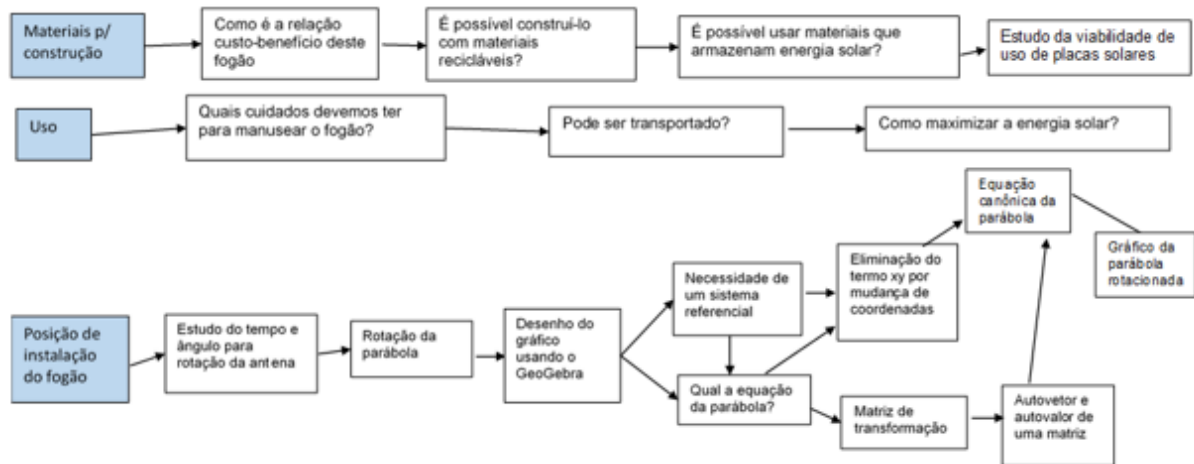 Materiais p/
construção
Como é a relação
custo-benefício deste
fogão
É possível construí-lo
com materiais
recicláveis?
É possível usar materiais que
armazenam energia solar?
Estudo da viabilidade de
uso de placas solares
Uso
Quais cuidados devemos ter
para manusear o fogão?
Pode ser transportado?
Como maximizar a energia solar?
Posição de
instalação
do fogão
Estudo do tempo e
ângulo para
rotação da antena
Rotação da
parábola
Desenho do
gráfico
usando o
GeoGebra
Necessidade de
um sistema
referencial
Qual a equação
da parábola?
Eliminação do
termo xy por
mudança de
coordenadas
Matriz de
transformação
Autovetor e
autovalor de
uma matriz
Equação
canônica da
parábola
Gráfico da
parábola
rotacionada